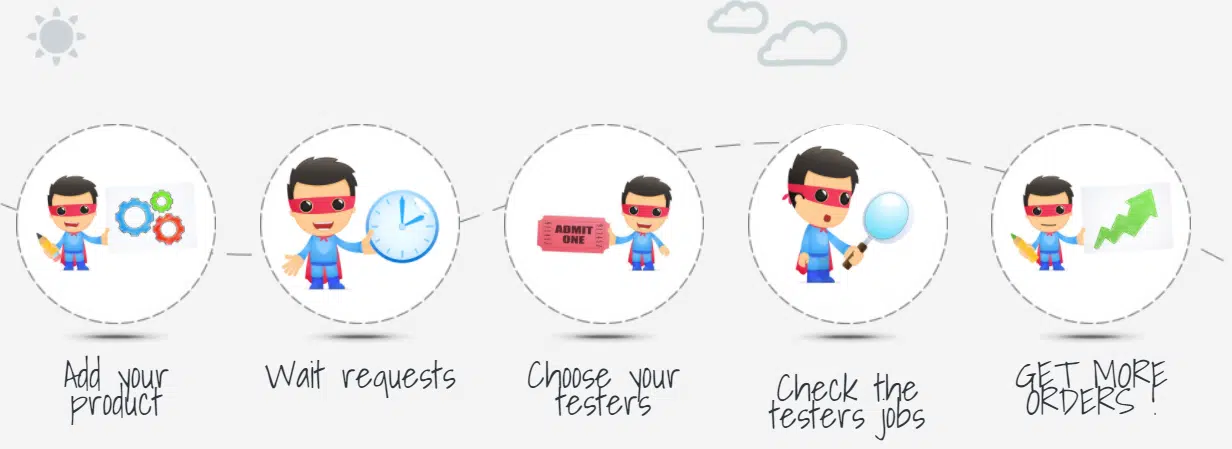 ADMIT
ONE
Add your
product
Wait requests
Choose your
testers
Check the
testers jobs
GET MORE
ORDERS !